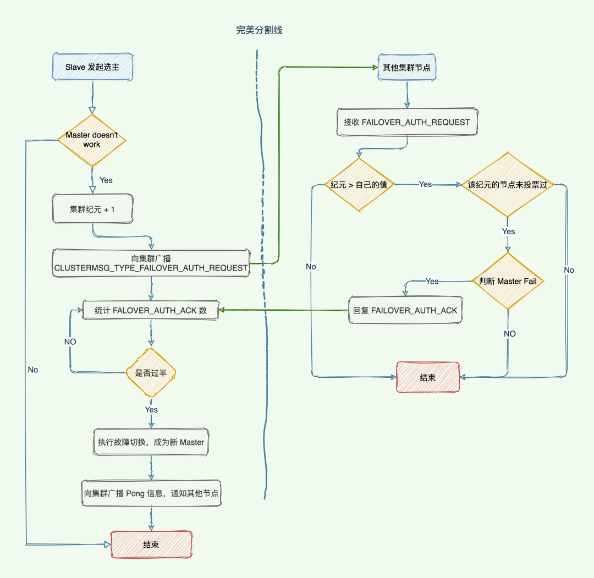 完美分割线
Slave 发起选主
Master doesn't
work
Yes
集群纪元 + 1
向集群广播
CLUSTERMSG_TYPE_FAILOVER_AUTH_REQUEST
统计 FALOVER_AUTH_ACK 数
NO
是否过半
No
Yes
执行故障切换，成为新 Master
向集群广播 Pong 信息，通知其他节点
结束
其他集群节点
接收 FAILOVER_AUTH_REQUEST
纪元 > 自己的值
Yes
该纪元的节点未投票过
Yes
No
No
判断 Master Fail
Yes
回复 FAILOVER_AUTH_ACK
NO
结束